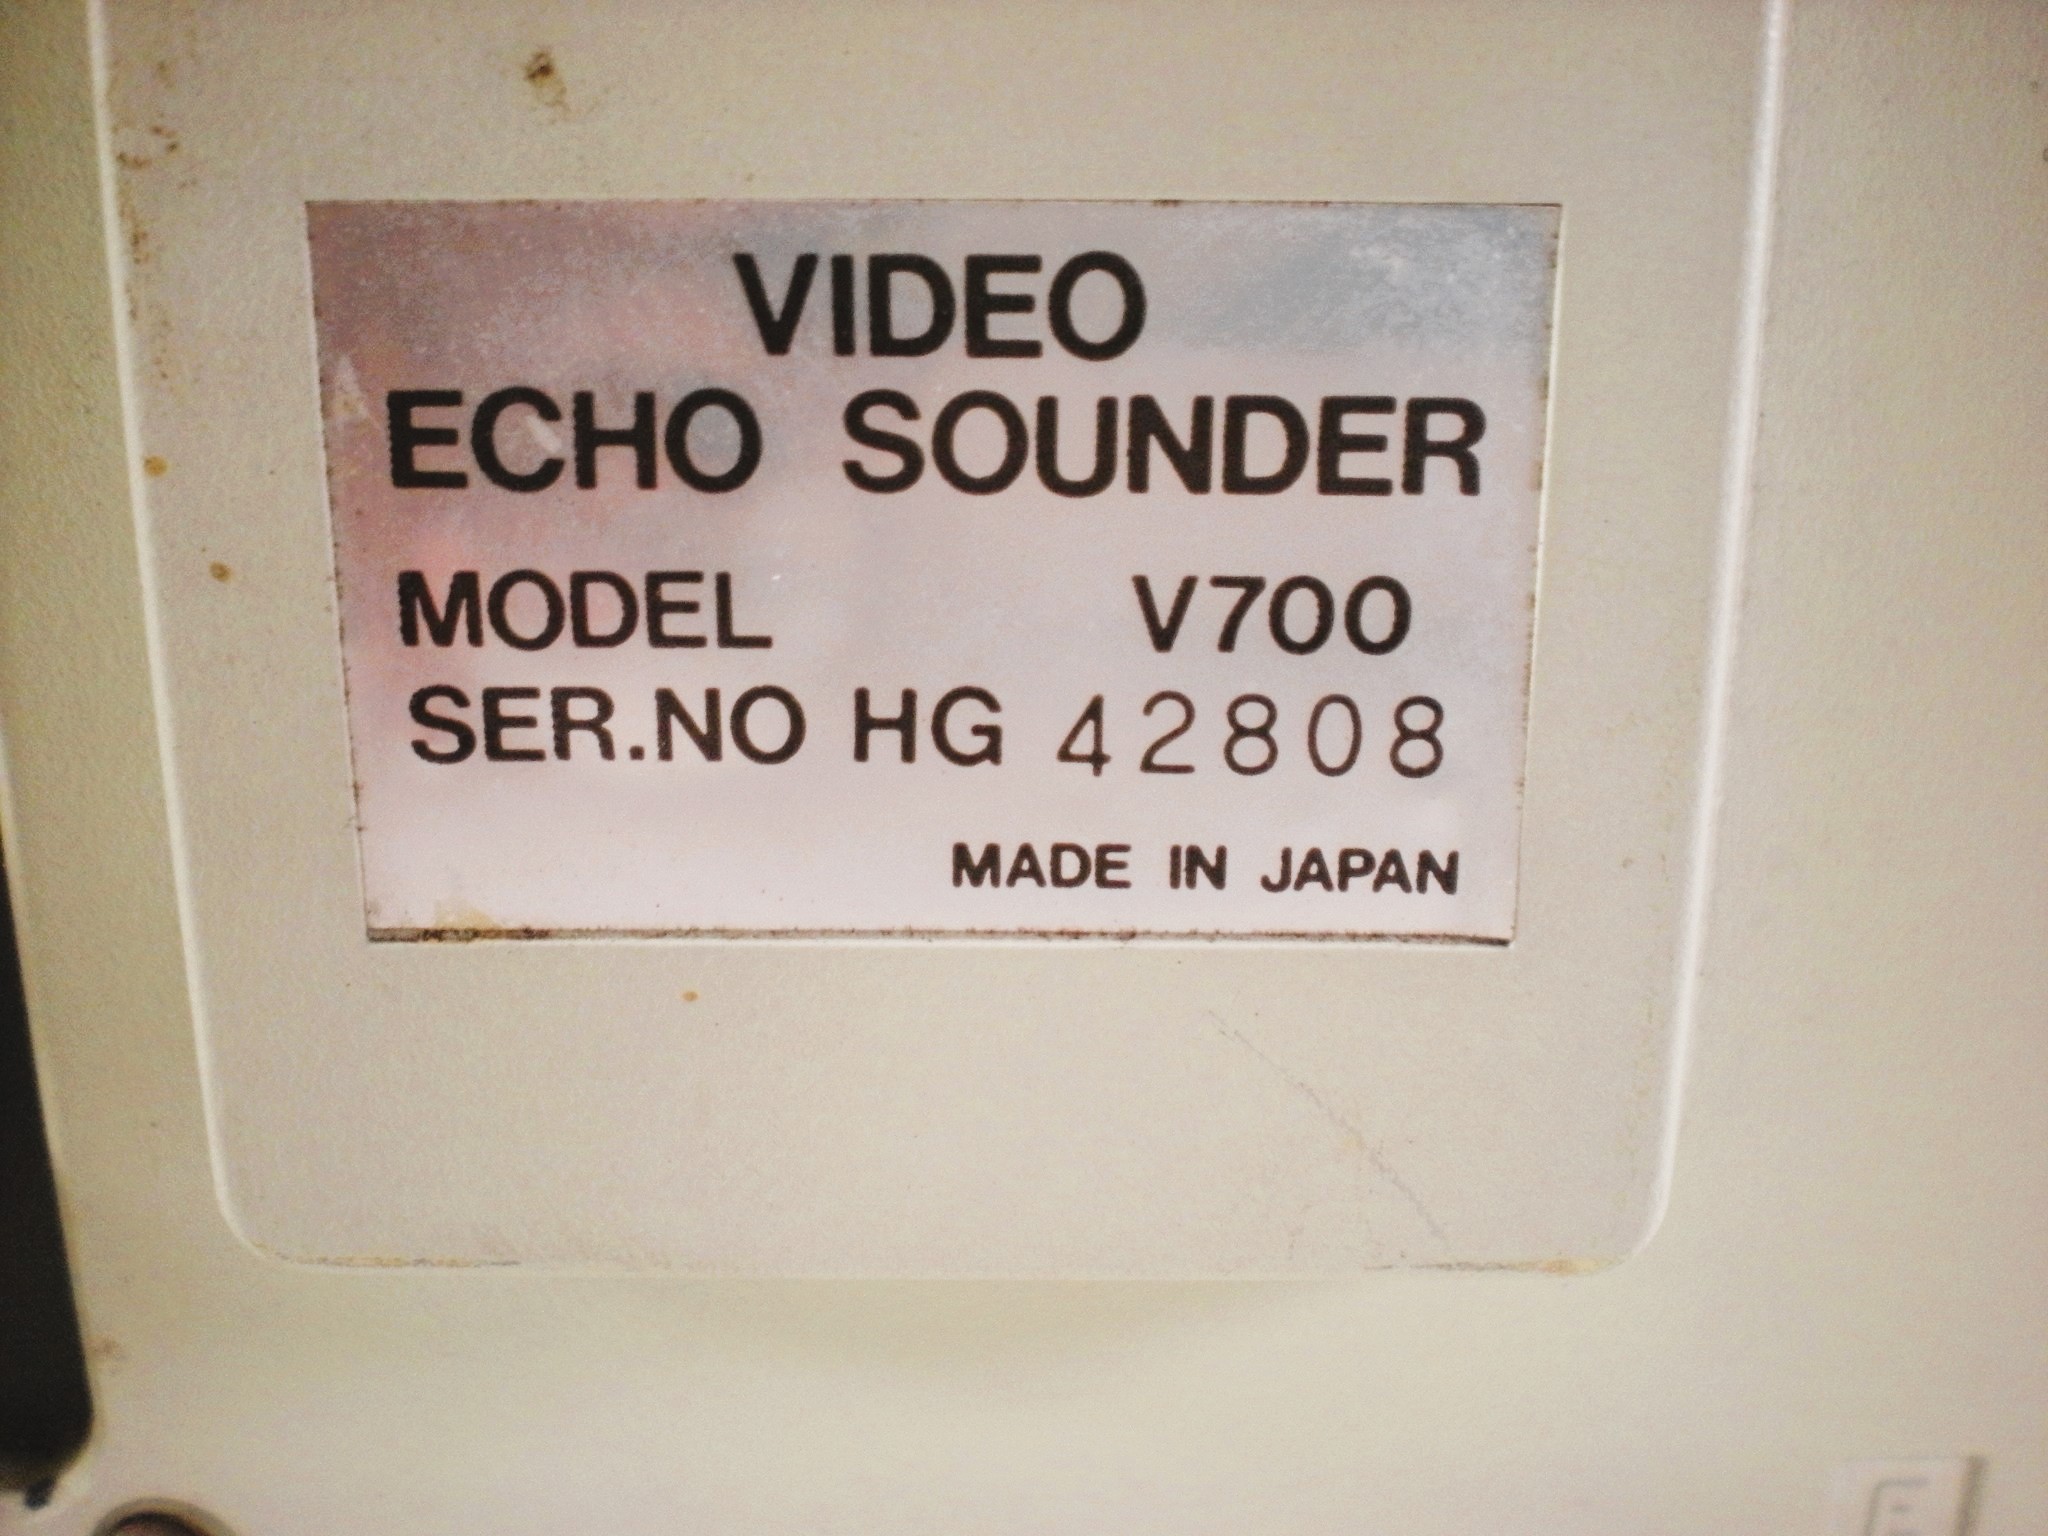 VIDEO
ECHO SOUNDER
MODEL V700
SER.NO HG 42808
MADE IN JAPAN